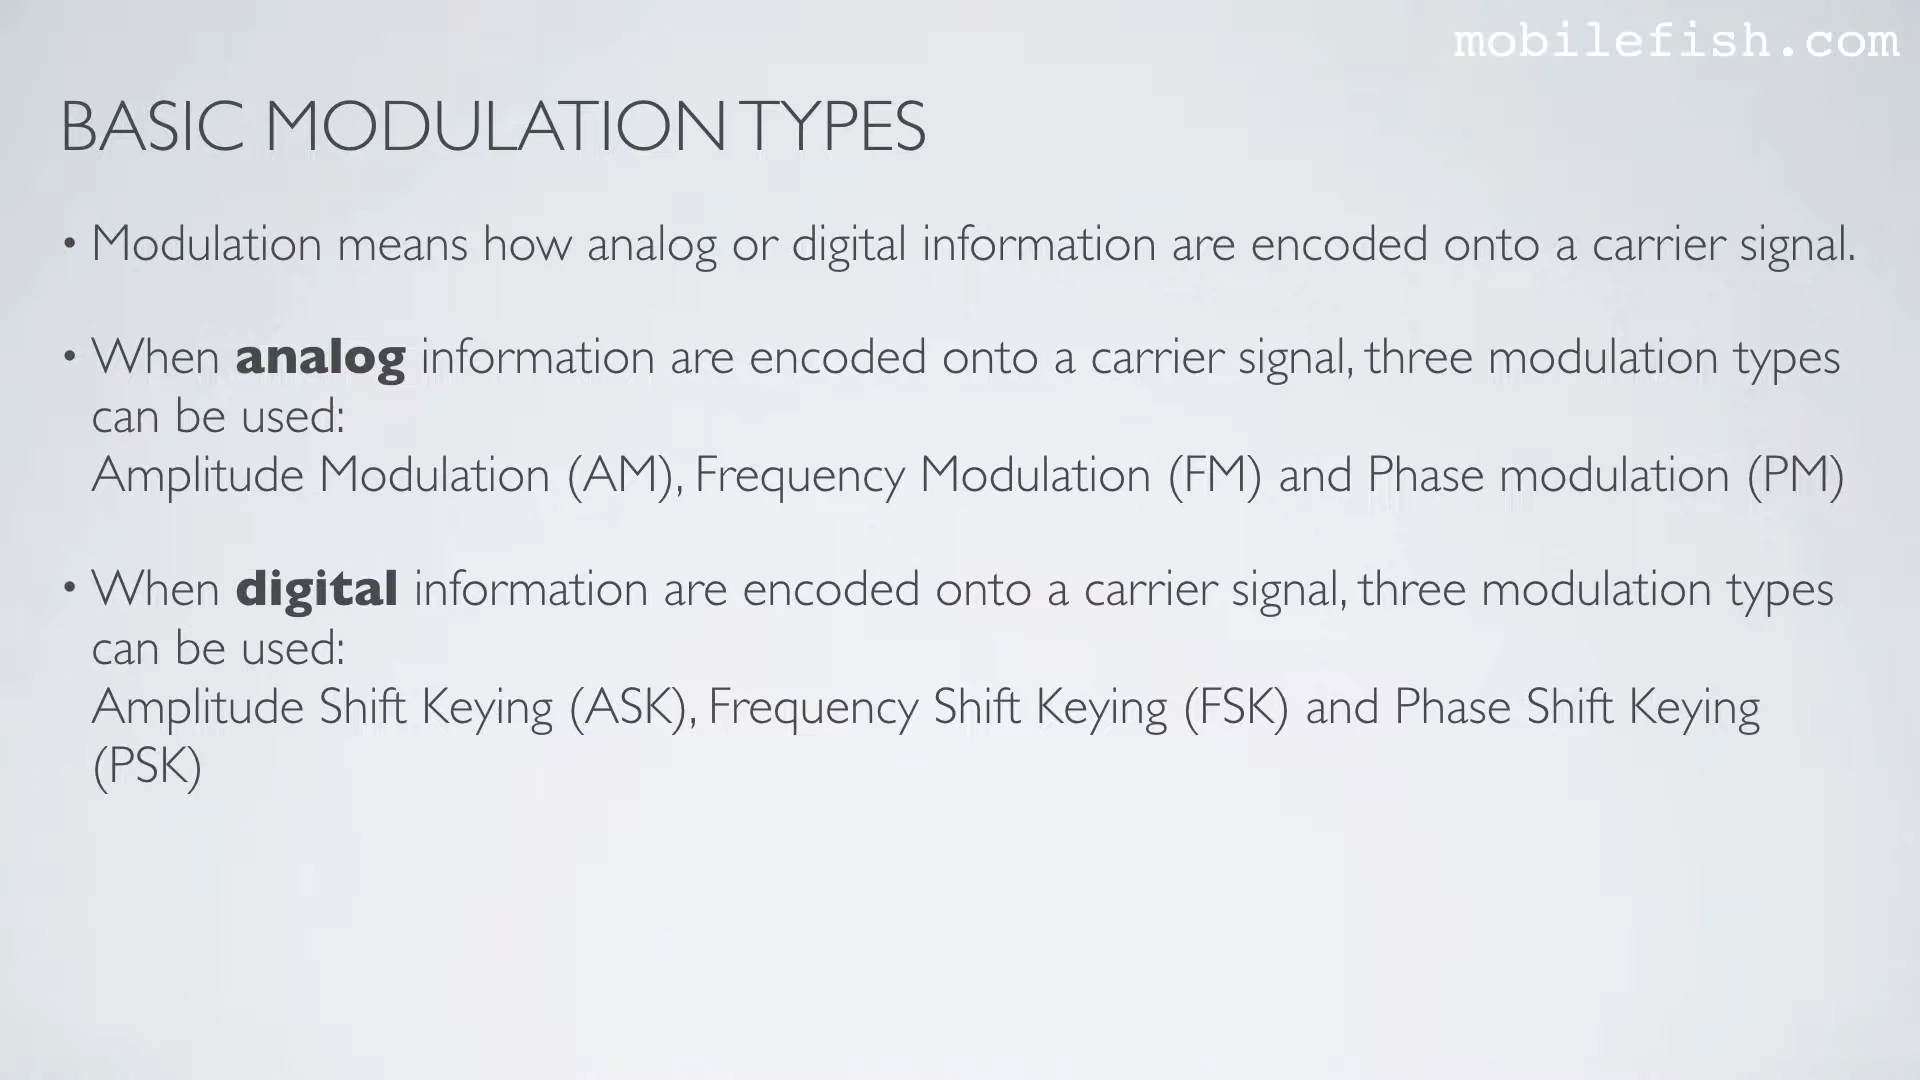 mobilefish.com
BASIC MODULATION TYPES
• Modulation means how analog or digital information are encoded onto a carrier signal.
• When analog information are encoded onto a carrier signal, three modulation types
can be used:
Amplitude Modulation (AM), Frequency Modulation (FM) and Phase modulation (PM)
• When digital information are encoded onto a carrier signal, three modulation types
can be used:
Amplitude Shift Keying (ASK), Frequency Shift Keying (FSK) and Phase Shift Keying
(PSK)